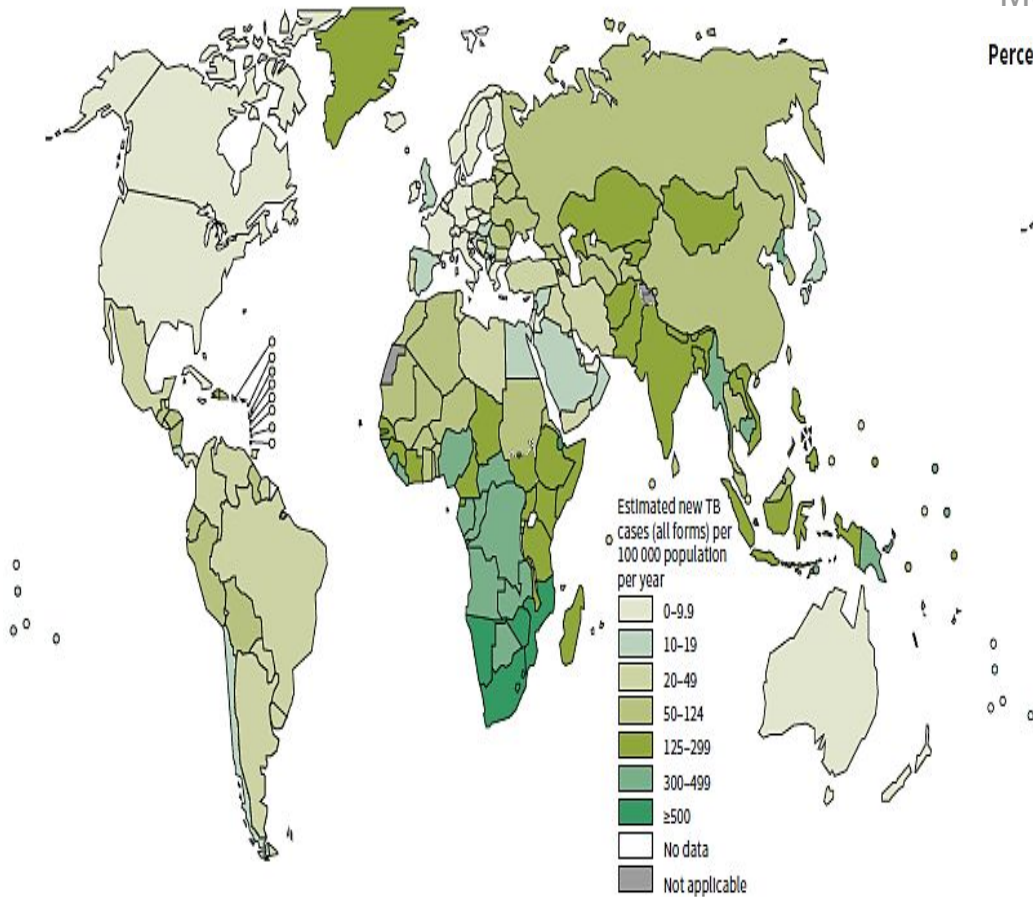 M
Perce
Estimated new TB
cases (all forms) per
100 000 population
per year
0–9.9
10–19
20–49
50–124
125–299
300–499
≥500
No data
Not applicable